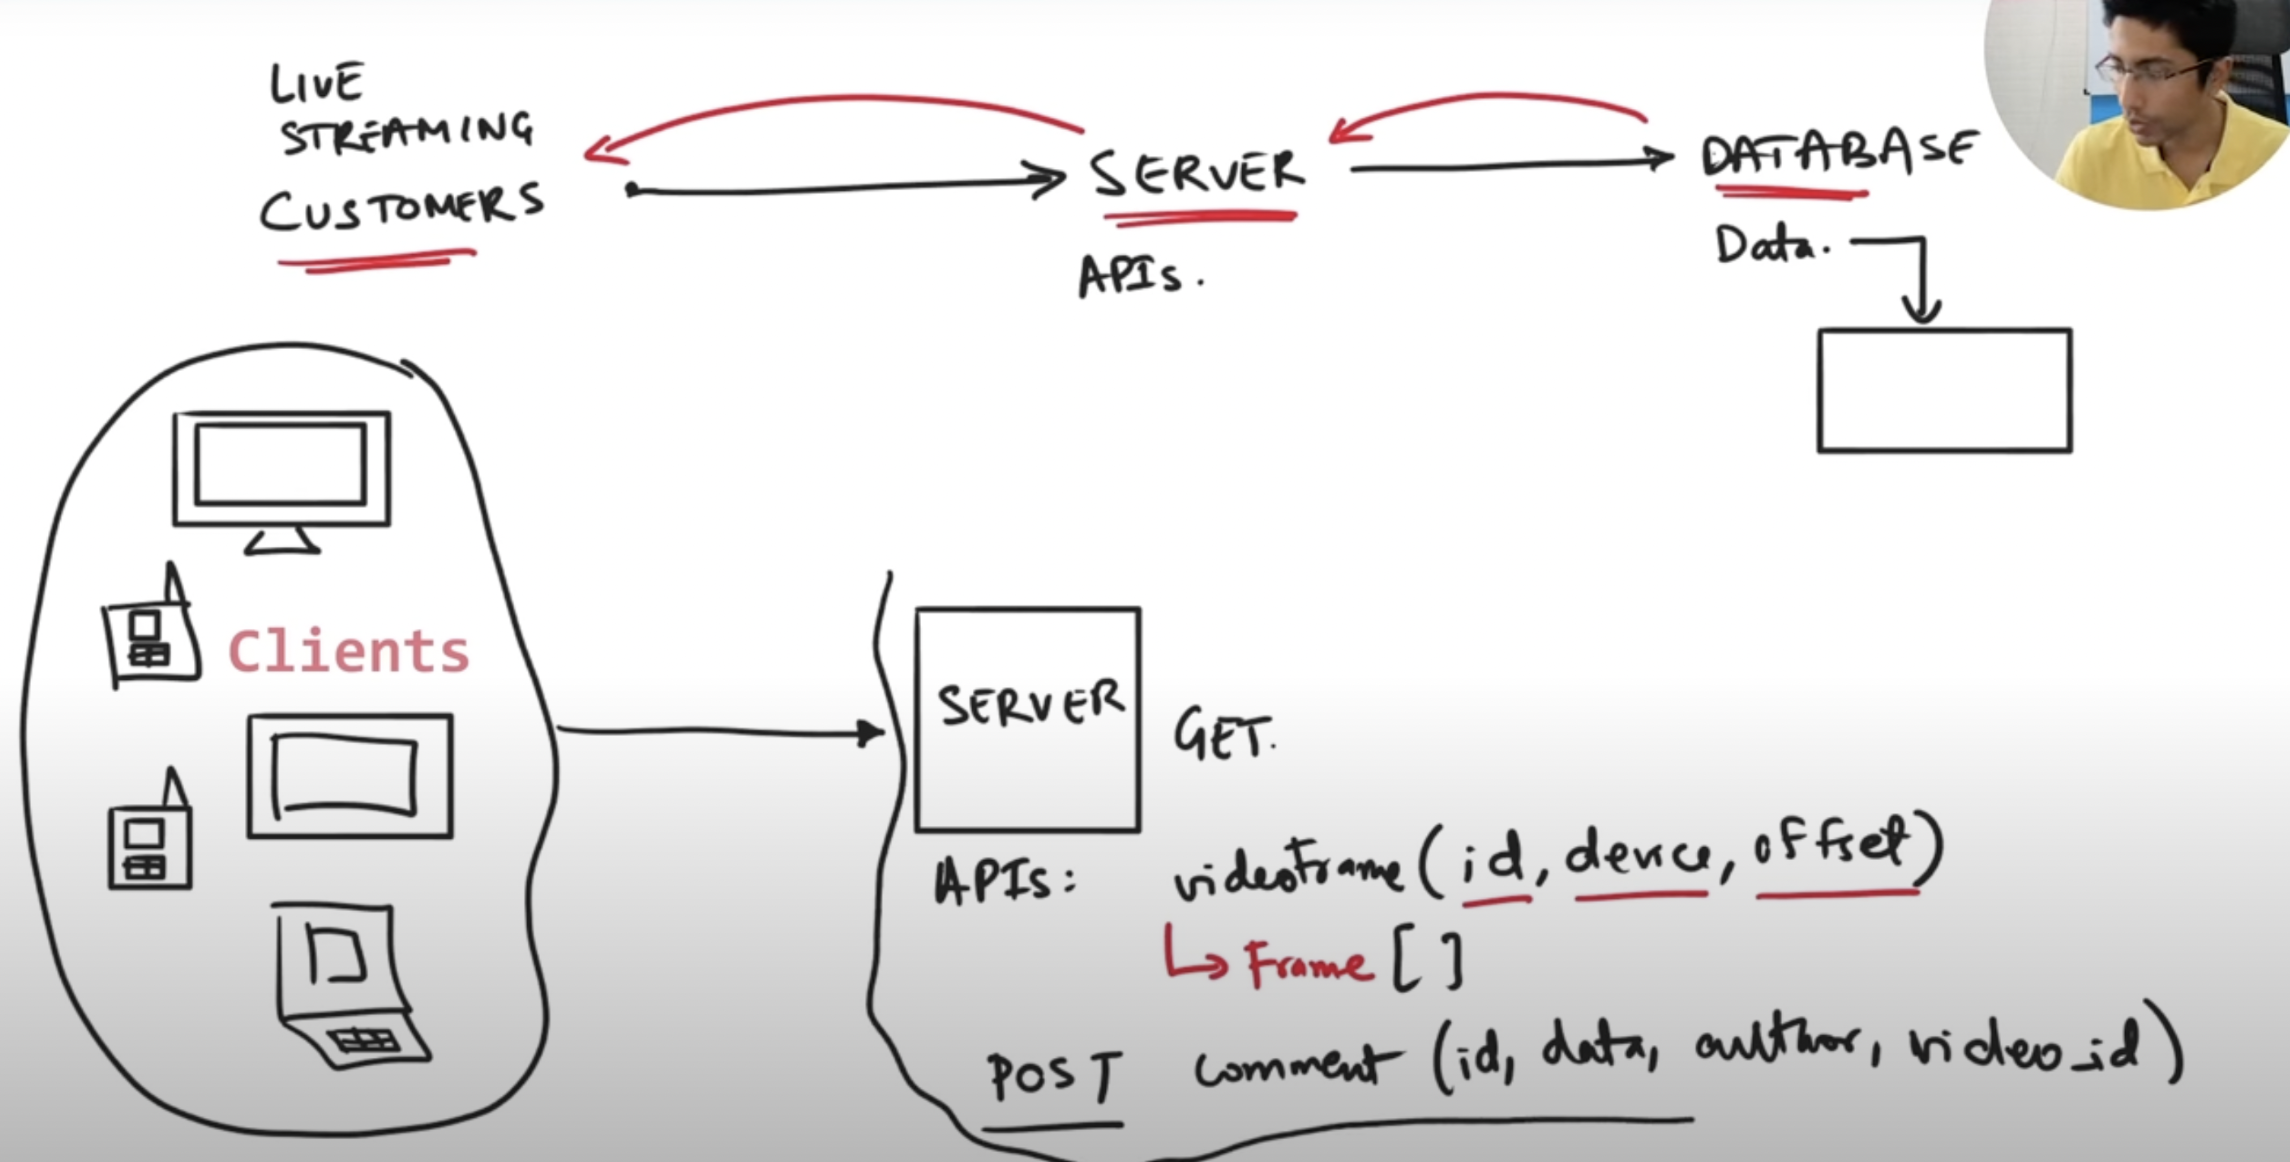 LIVE
STREAMING
CUSTOMERS
SERVER
APIs.
DATABASE
Data.
Clients
SERVER
GET.
APIs:
videoFrame (id, device, offset)
Frame []
POST comment (id, data, author, video_id)